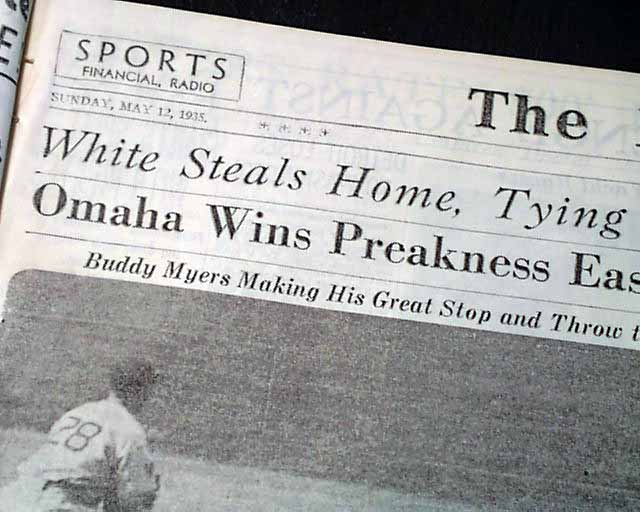 SPORTS
FINANCIAL, RADIO
SUNDAY, MAY 12, 1935.
The
White Steals Home, Tying
Omaha Wins Preakness Eas
Buddy Myers Making His Great Stop and Throw t
28